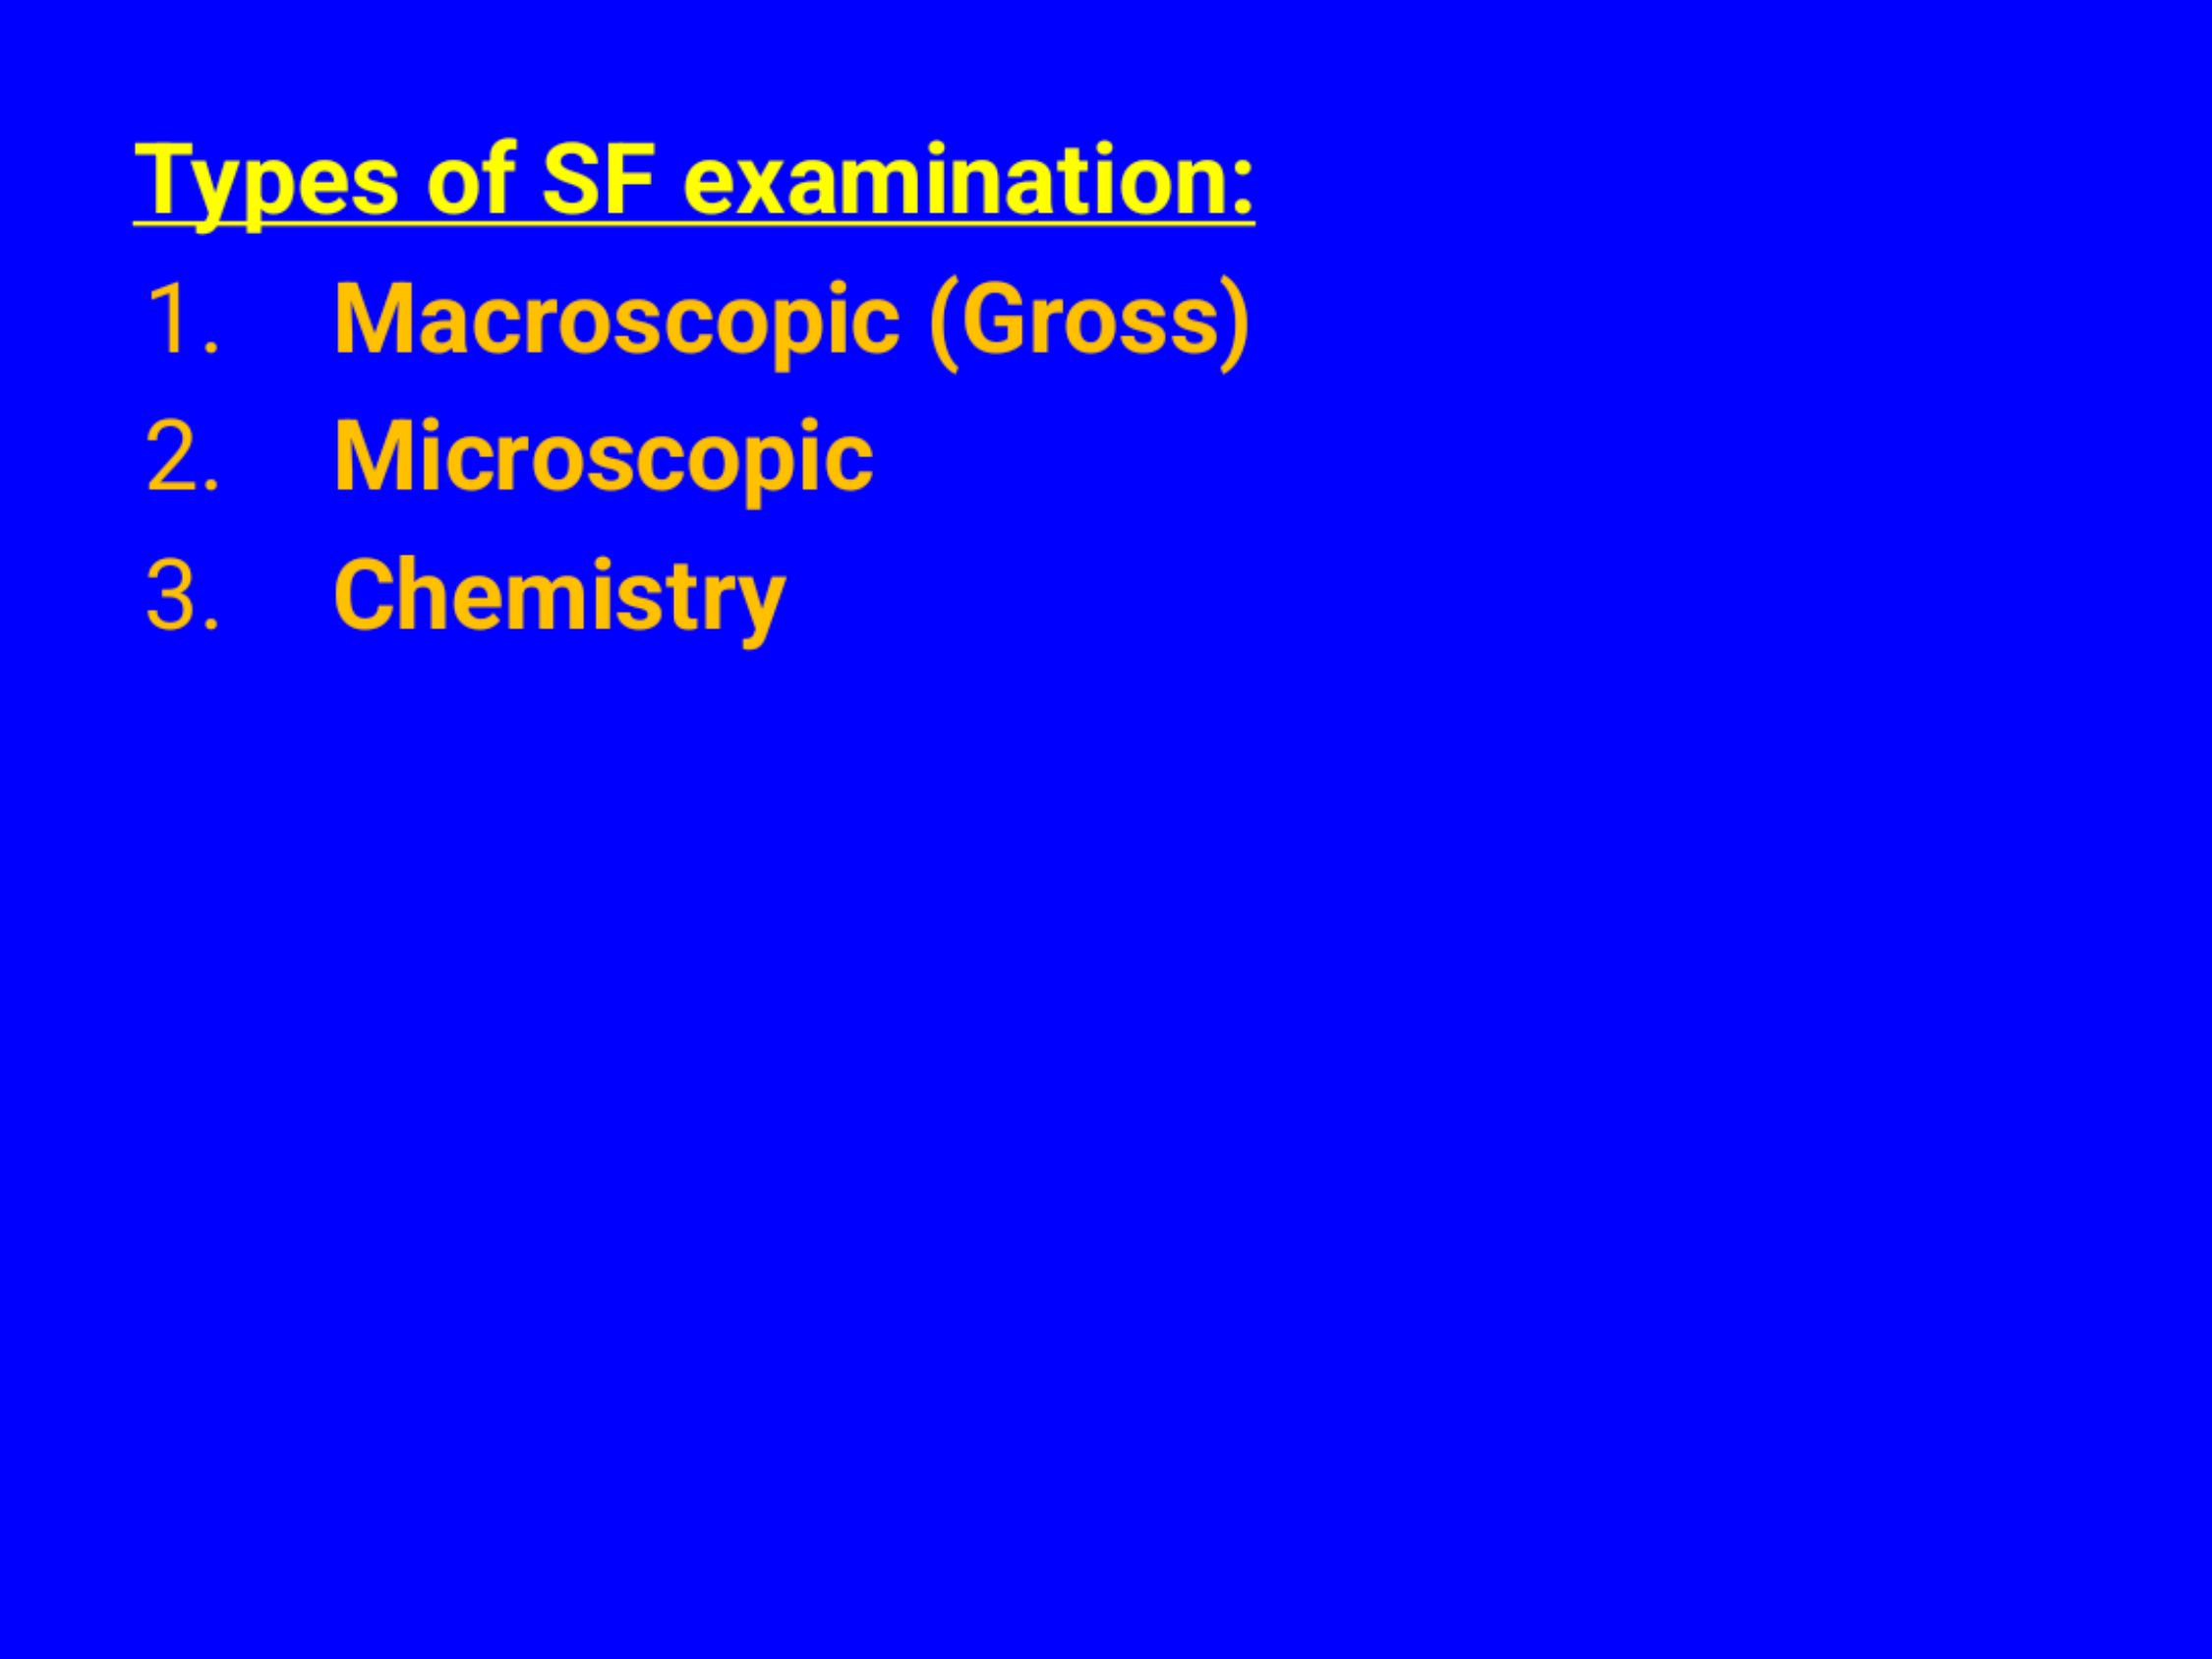 Types of SF examination:
1. Macroscopic (Gross)
2. Microscopic
3. Chemistry